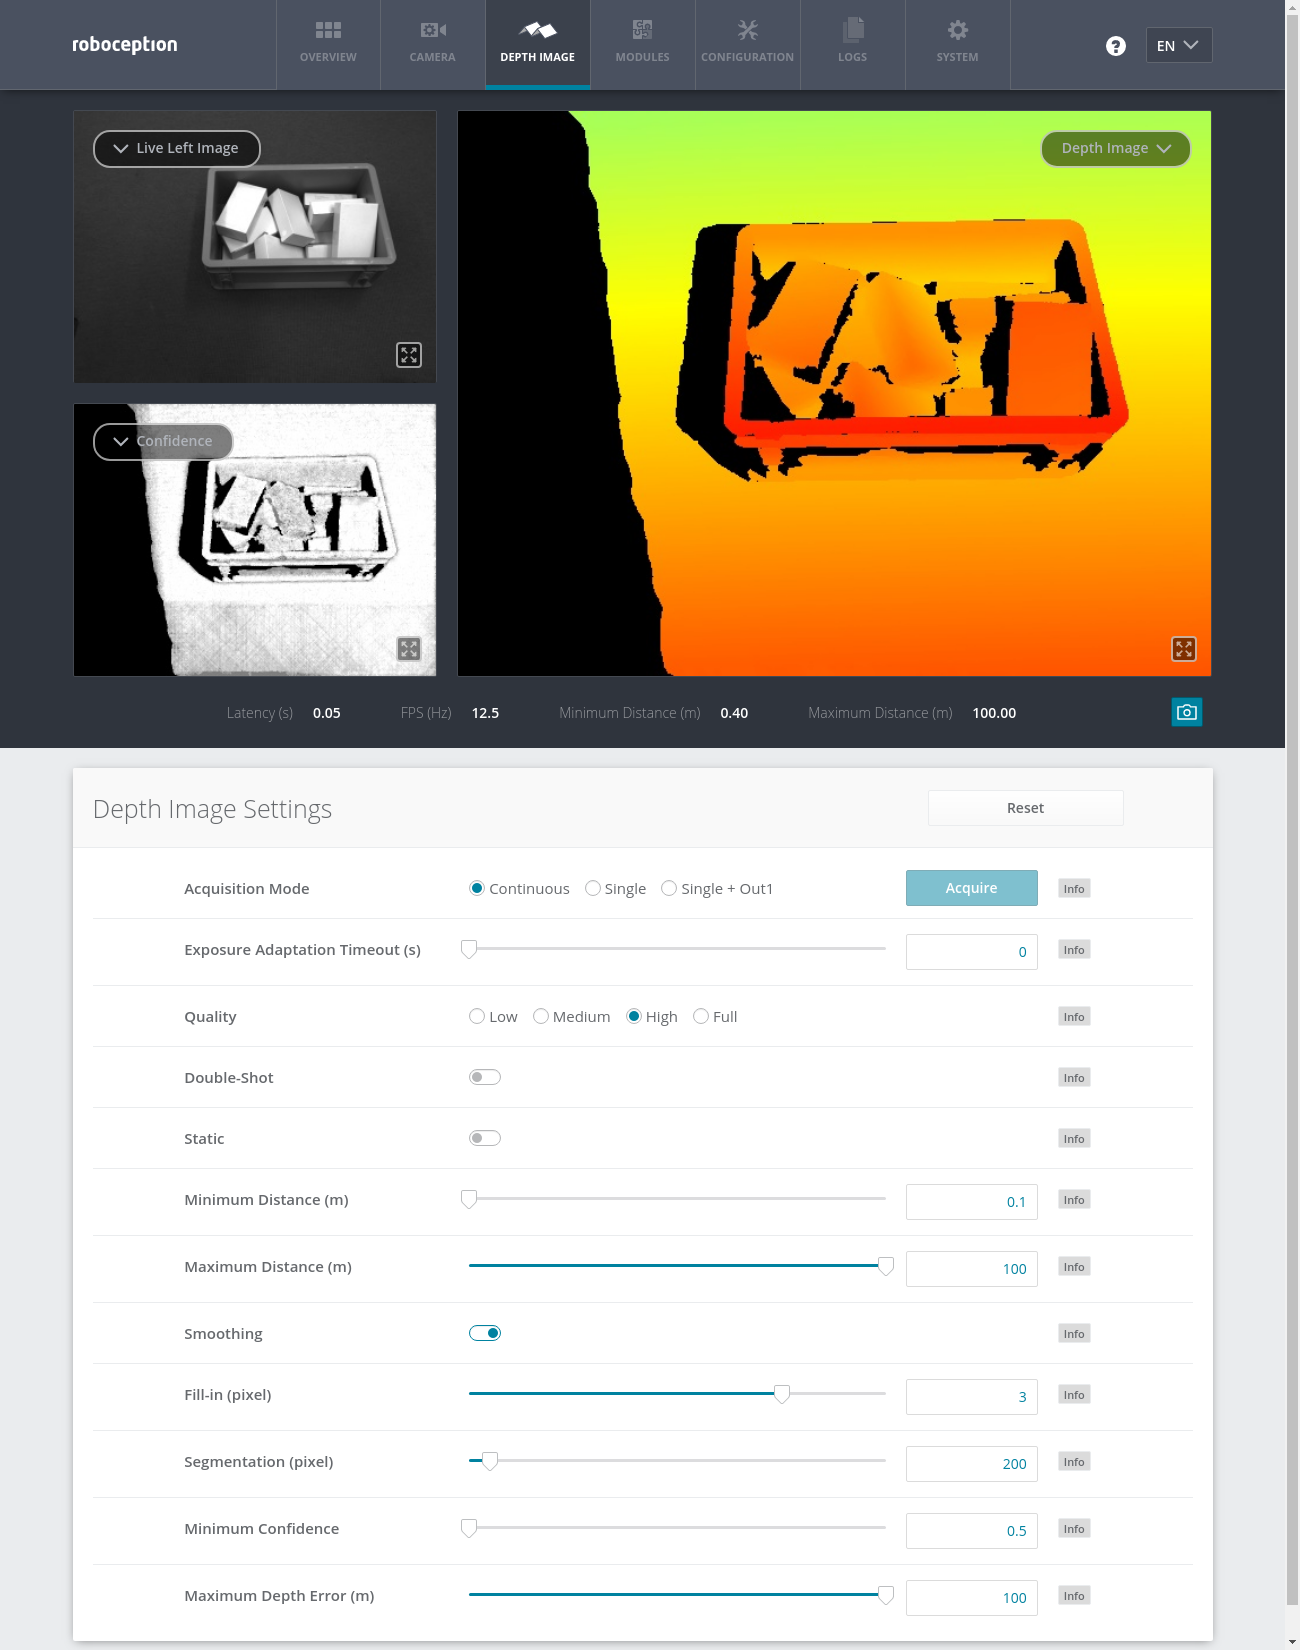 roboception
OVERVIEW
CAMERA
DEPTH IMAGE
MODULES
CONFIGURATION
LOGS
SYSTEM
EN
Live Left Image
Depth Image
Confidence
Latency (s) 0.05 FPS (Hz) 12.5 Minimum Distance (m) 0.40 Maximum Distance (m) 100.00
Depth Image Settings
Reset
Acquisition Mode Continuous Single Single + Out1 Acquire Info
Exposure Adaptation Timeout (s) 0 Info
Quality Low Medium High Full Info
Double-Shot Info
Static Info
Minimum Distance (m) 0.1 Info
Maximum Distance (m) 100 Info
Smoothing Info
Fill-in (pixel) 3 Info
Segmentation (pixel) 200 Info
Minimum Confidence 0.5 Info
Maximum Depth Error (m) 100 Info